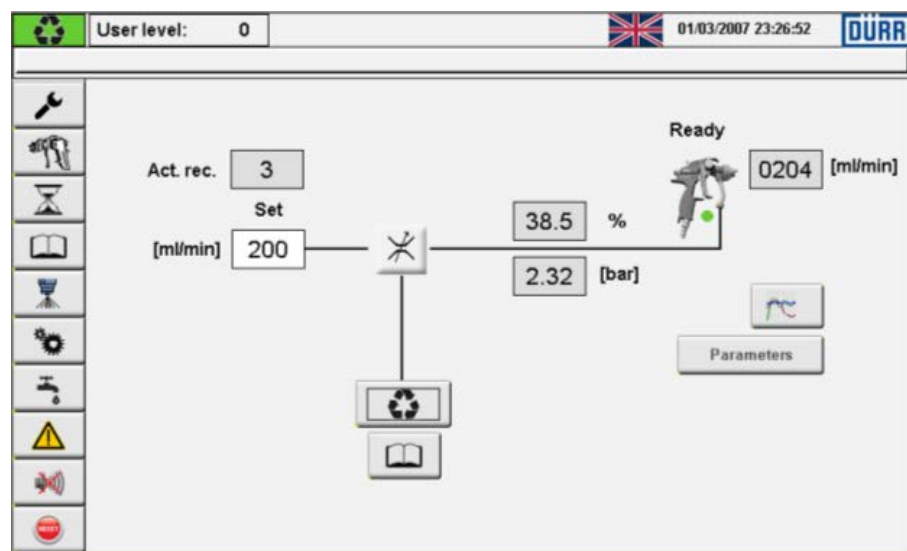 User level: 0
01/03/2007 23:26:52
DÜRR
Ready
Act. rec. 3
0204 [ml/min]
Set
38.5 %
[ml/min] 200
2.32 [bar]
Parameters
RESET